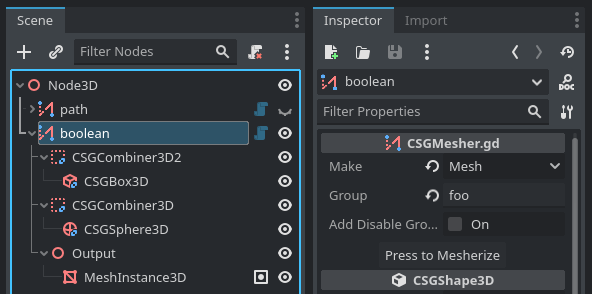 Scene
Filter Nodes
Node3D
path
boolean
CSGCombiner3D2
CSGBox3D
CSGCombiner3D
CSGSphere3D
Output
MeshInstance3D
Inspector Import
boolean
DOC
Filter Properties
CSGMesher.gd
Make Mesh
Group foo
Add Disable Gro... On
Press to Mesherize
CSGShape3D